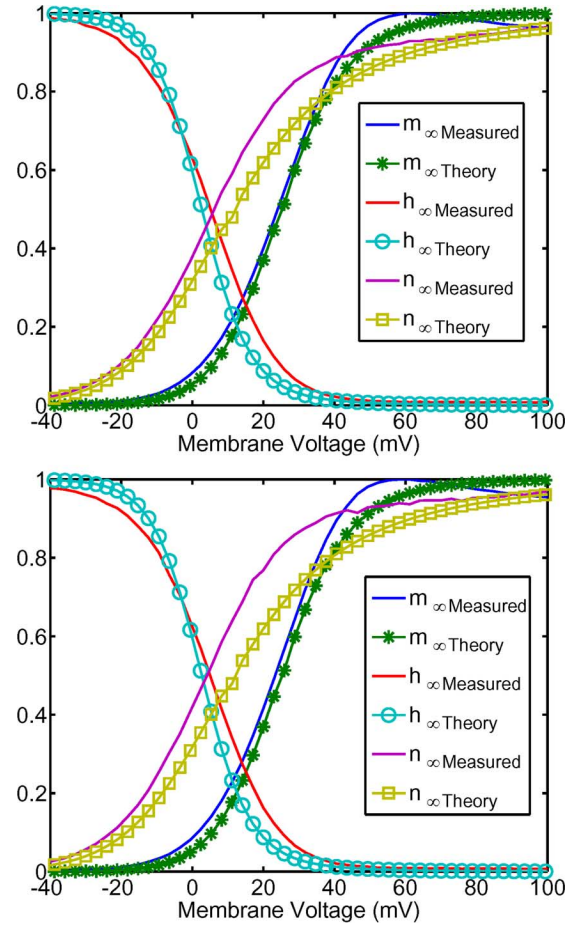 1
0.8
0.6
0.4
0.2
0
-40 -20 0 20 40 60 80 100
Membrane Voltage (mV)
m ∞ Measured
m ∞ Theory
h ∞ Measured
h ∞ Theory
n ∞ Measured
n ∞ Theory
1
0.8
0.6
0.4
0.2
0
-40 -20 0 20 40 60 80 100
Membrane Voltage (mV)
m ∞ Measured
m ∞ Theory
h ∞ Measured
h ∞ Theory
n ∞ Measured
n ∞ Theory